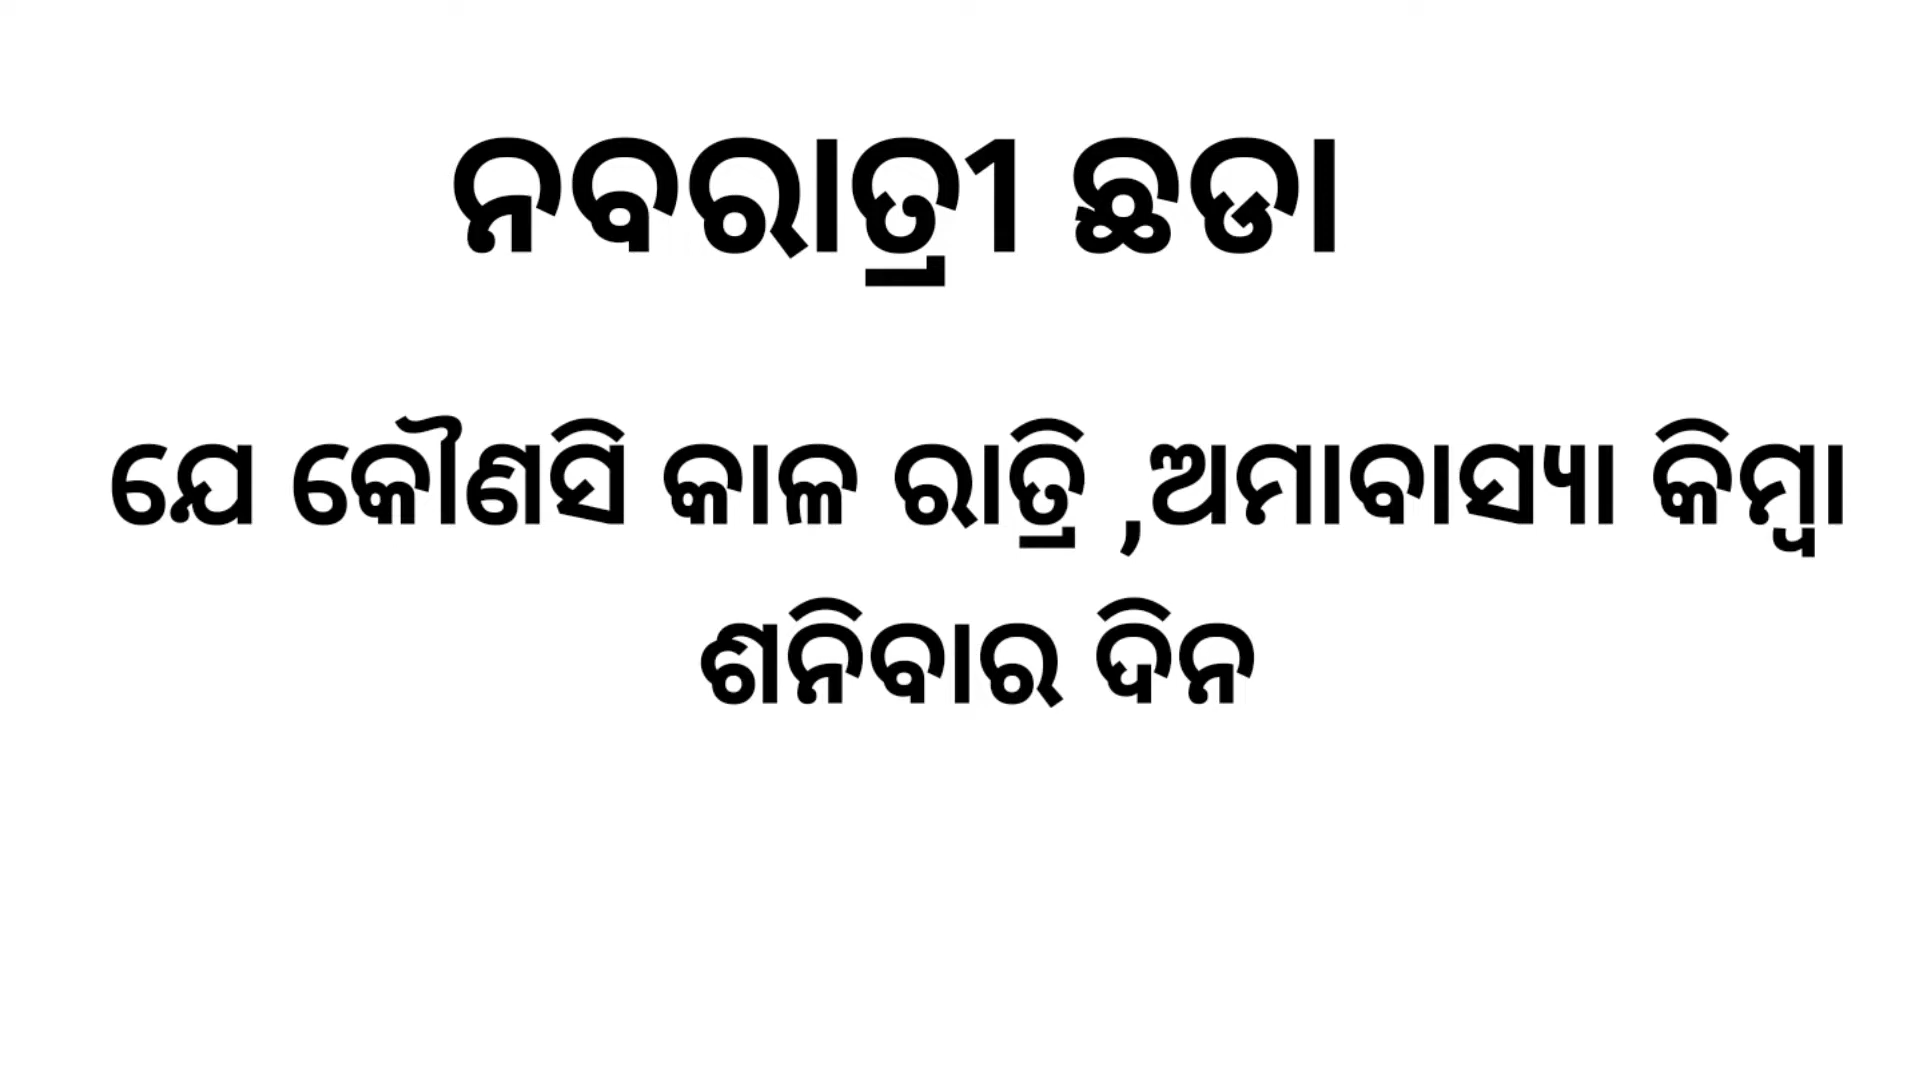 ନବରାତ୍ରୀ ଛଡା
ଯେ କୌଣସି କାଳ ରାତ୍ରି ,ଅମାବାସ୍ୟା କିମ୍ବା
ଶନିବାର ଦିନ